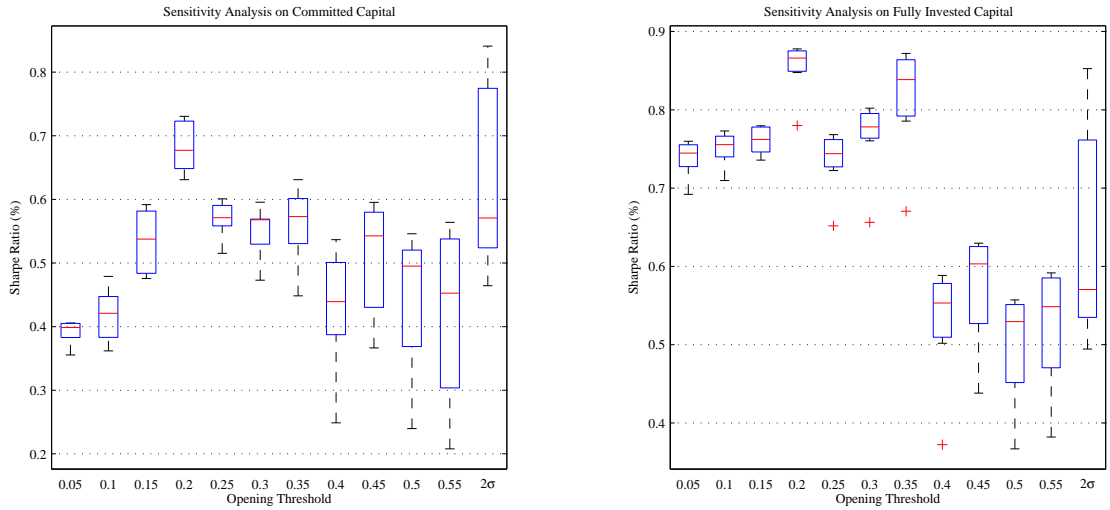 Sensitivity Analysis on Committed Capital
Sharpe Ratio (%)
0.8
0.7
0.6
0.5
0.4
0.3
0.2
0.05 0.1 0.15 0.2 0.25 0.3 0.35 0.4 0.45 0.5 0.55 2σ
Opening Threshold
Sensitivity Analysis on Fully Invested Capital
Sharpe Ratio (%)
0.9
0.8
0.7
0.6
0.5
0.4
0.05 0.1 0.15 0.2 0.25 0.3 0.35 0.4 0.45 0.5 0.55 2σ
Opening Threshold